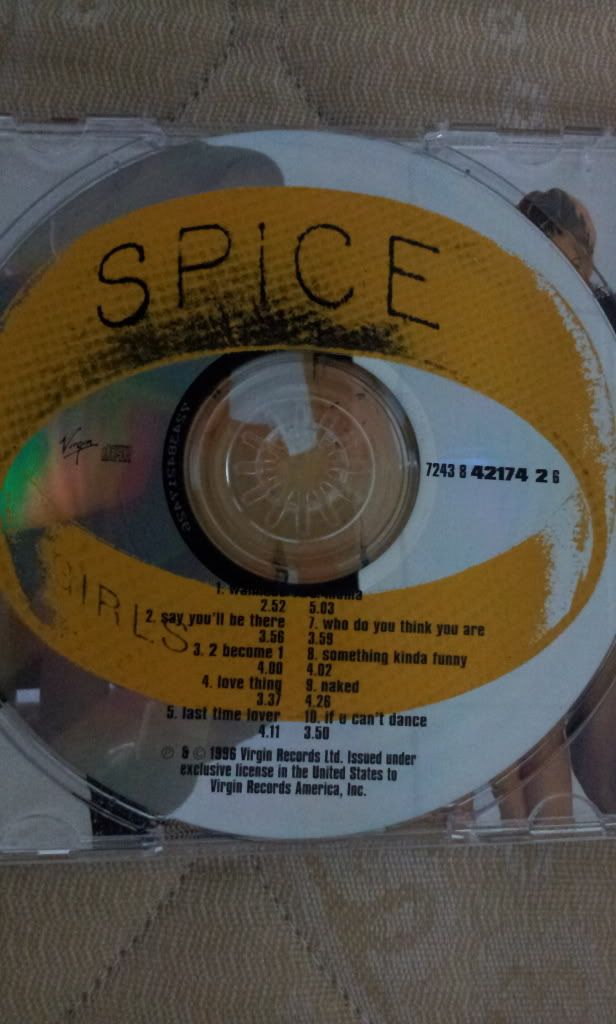 SPiCE
Virgin
7243 8 42174 2 6
GIRLS
2.52 5.03
2. say you'll be there 7. who do you think you are
3.56 3.59
3. 2 become 1 8. something kinda funny
4.00 4.02
4. love thing 9. naked
3.37 4.26
5. last time lover 10. if u can't dance
4.11 3.50
℗ & © 1996 Virgin Records Ltd. Issued under
exclusive license in the United States to
Virgin Records America, Inc.